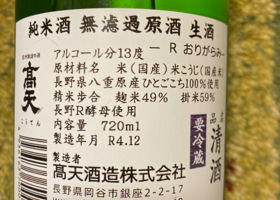 純米酒 無濾過原酒 生酒
アルコール分13度 ー R おりがらみー
原材料名 米(国産)米こうじ(国産)
長野県八重原産ひとごこち100%使用
精米歩合 麹米49% 掛米59%
長野R酵母使用
内容量 720ml
製造年月 R4.12
製造者
髙天酒造株式会社
長野県岡谷市銀座2-2-17
要冷蔵
清酒
髙天